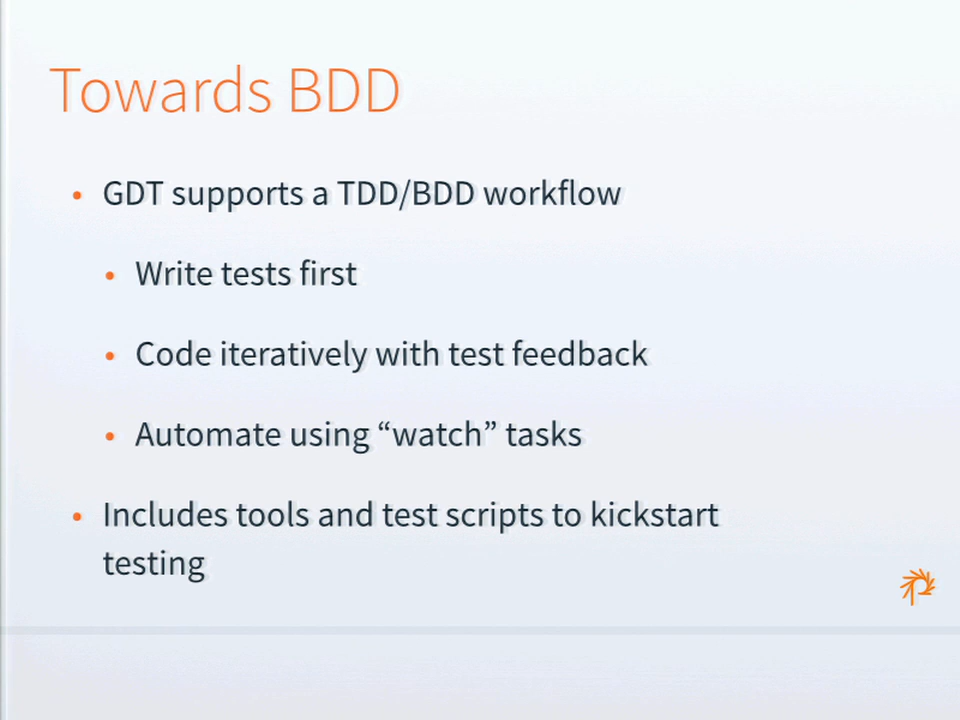 Towards BDD
• GDT supports a TDD/BDD workflow
• Write tests first
• Code iteratively with test feedback
• Automate using “watch” tasks
• Includes tools and test scripts to kickstart
testing